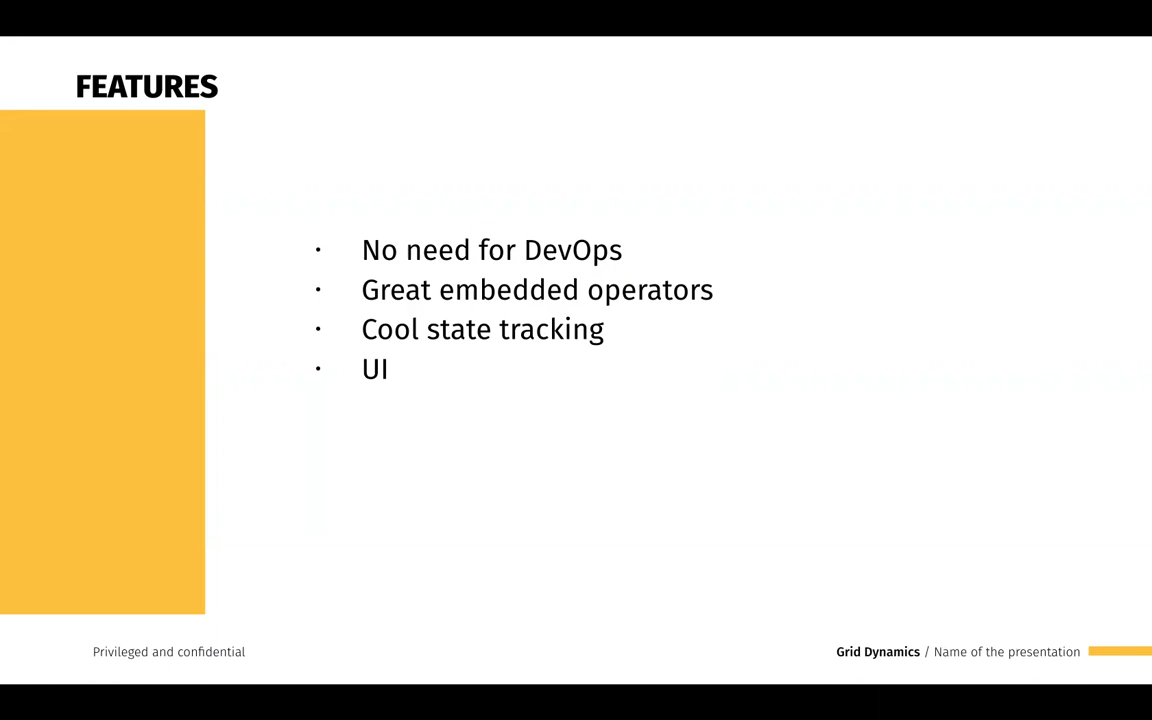 FEATURES
· No need for DevOps
· Great embedded operators
· Cool state tracking
· UI
Privileged and confidential
Grid Dynamics / Name of the presentation